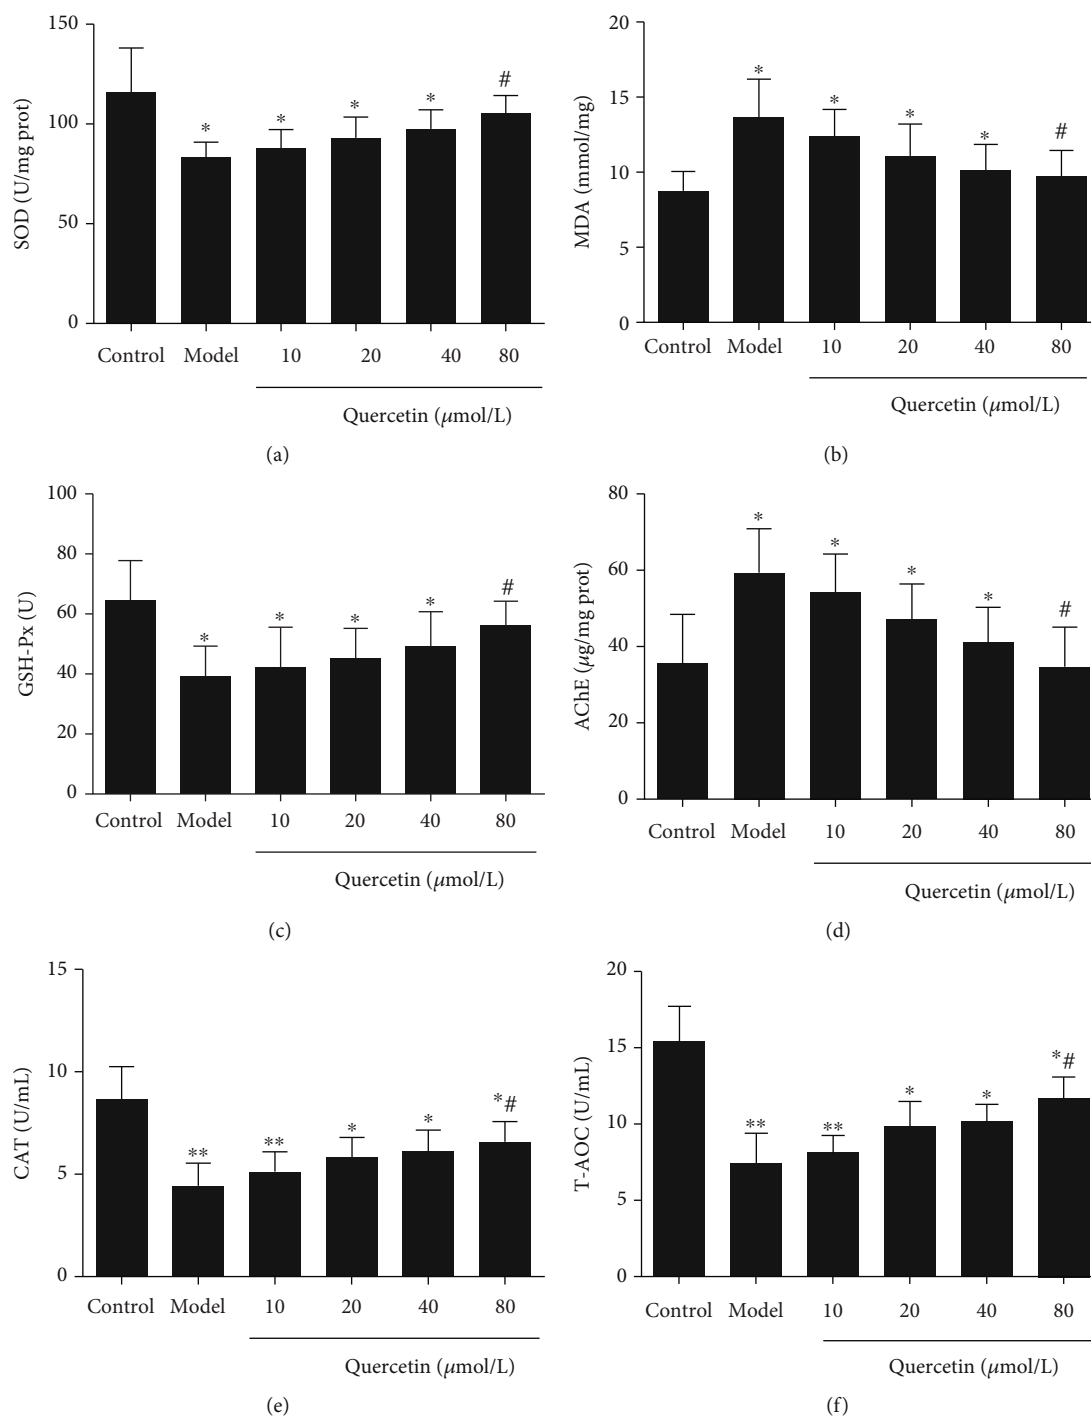 150
100
50
0
SOD (U/mg prot)
*
*
*
*
#
Control Model 10 20 40 80
Quercetin (μmol/L)
(a)
20
15
10
5
0
MDA (mmol/mg)
*
*
*
*
#
Control Model 10 20 40 80
Quercetin (μmol/L)
(b)
100
80
60
40
20
0
GSH-Px (U)
*
*
*
*
#
Control Model 10 20 40 80
Quercetin (μmol/L)
(c)
80
60
40
20
0
AChE (μg/mg prot)
*
*
*
*
#
Control Model 10 20 40 80
Quercetin (μmol/L)
(d)
15
10
5
0
CAT (U/mL)
**
**
*
*
*#
Control Model 10 20 40 80
Quercetin (μmol/L)
(e)
20
15
10
5
0
T-AOC (U/mL)
**
**
*
*
*#
Control Model 10 20 40 80
Quercetin (μmol/L)
(f)